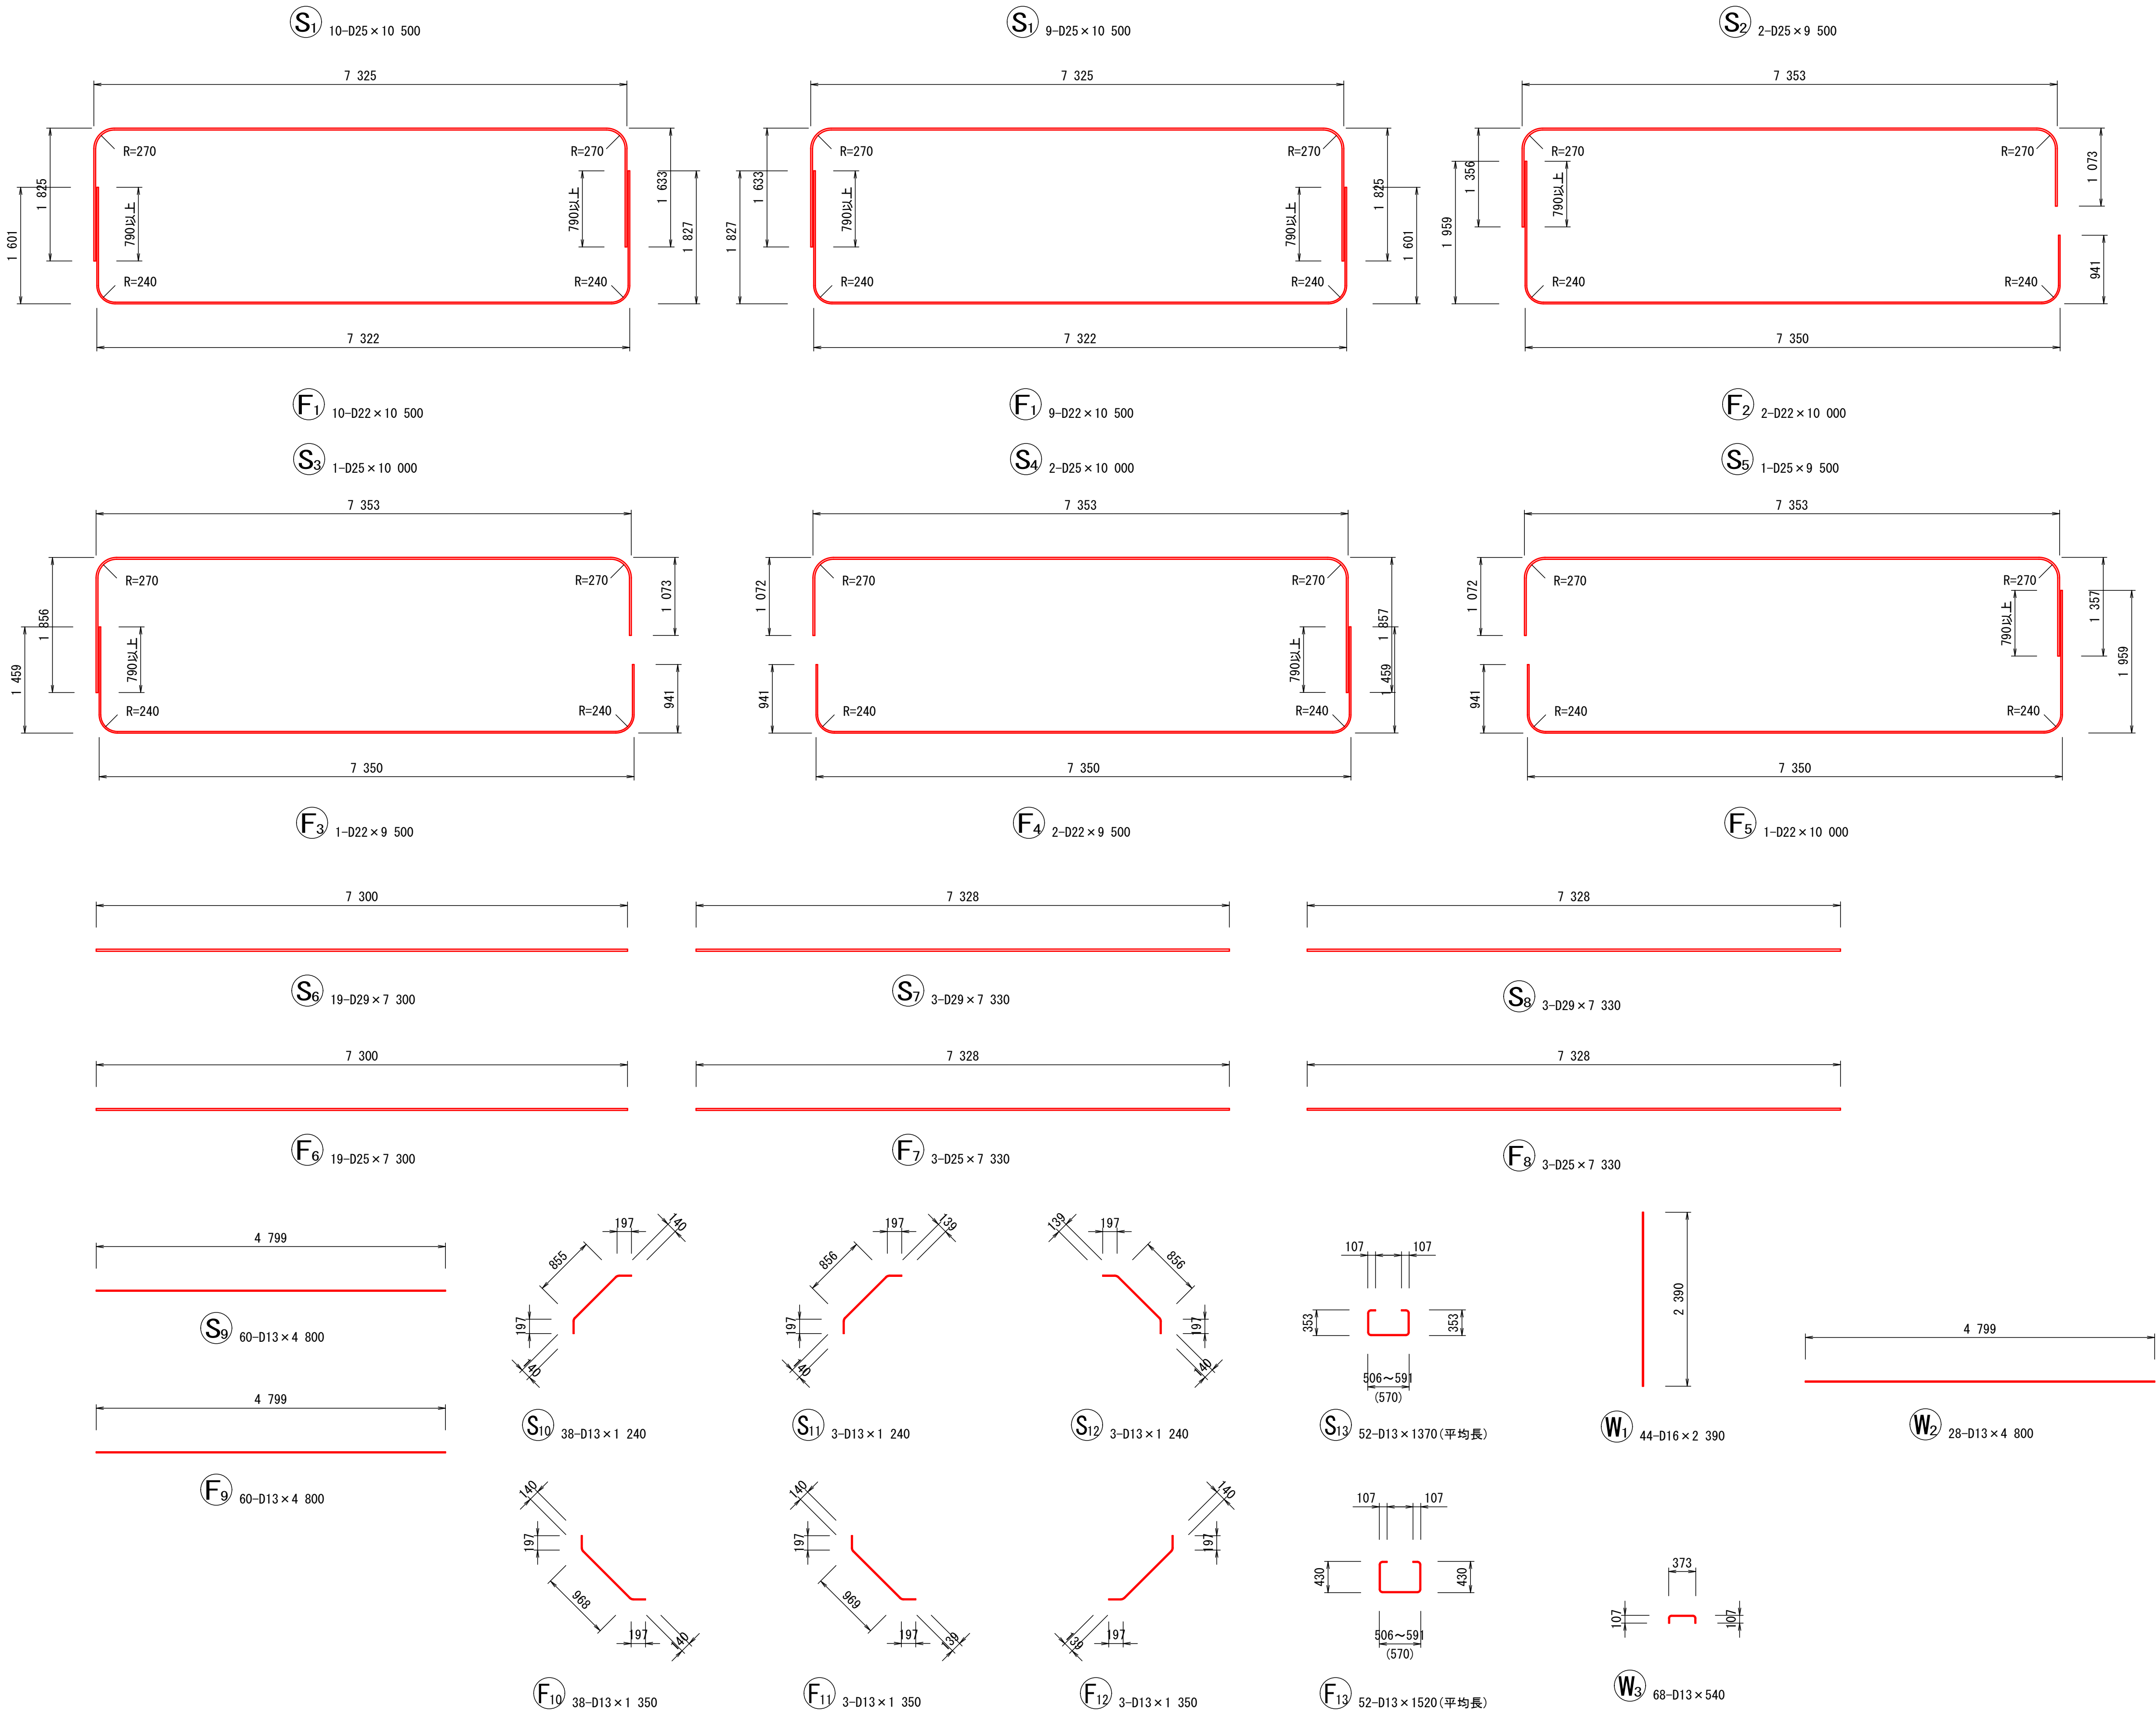 S1 10-D25×10 500
S1 9-D25×10 500
S2 2-D25×9 500
7 325
R=270
R=270
1 825
790以上
1 601
790以上
1 633
1 827
R=240
R=240
7 322
7 325
R=270
R=270
1 633
790以上
1 827
790以上
1 825
1 601
R=240
R=240
7 322
7 353
R=270
R=270
1 356
790以上
1 959
1 073
941
R=240
R=240
7 350
F1 10-D22×10 500
F1 9-D22×10 500
F2 2-D22×10 000
S3 1-D25×10 000
S4 2-D25×10 000
S5 1-D25×9 500
7 353
R=270
R=270
1 856
790以上
1 459
1 073
941
R=240
R=240
7 350
7 353
R=270
R=270
1 072
941
790以上
1 857
1 459
R=240
R=240
7 350
7 353
R=270
R=270
1 072
941
790以上
1 357
1 959
R=240
R=240
7 350
F3 1-D22×9 500
F4 2-D22×9 500
F5 1-D22×10 000
7 300
7 328
7 328
S6 19-D29×7 300
S7 3-D29×7 330
S8 3-D29×7 330
7 300
7 328
7 328
F6 19-D25×7 300
F7 3-D25×7 330
F8 3-D25×7 330
4 799
S9 60-D13×4 800
197
140
855
197
140
S10 38-D13×1 240
197
139
856
197
140
S11 3-D13×1 240
139
197
856
197
140
S12 3-D13×1 240
107
107
353
353
506～591
(570)
S13 52-D13×1370(平均長)
2 390
W1 44-D16×2 390
4 799
W2 28-D13×4 800
4 799
F9 60-D13×4 800
140
197
968
197
140
F10 38-D13×1 350
140
197
969
197
139
F11 3-D13×1 350
140
197
139
197
F12 3-D13×1 350
107
107
430
430
506～591
(570)
F13 52-D13×1520(平均長)
373
107
107
W3 68-D13×540